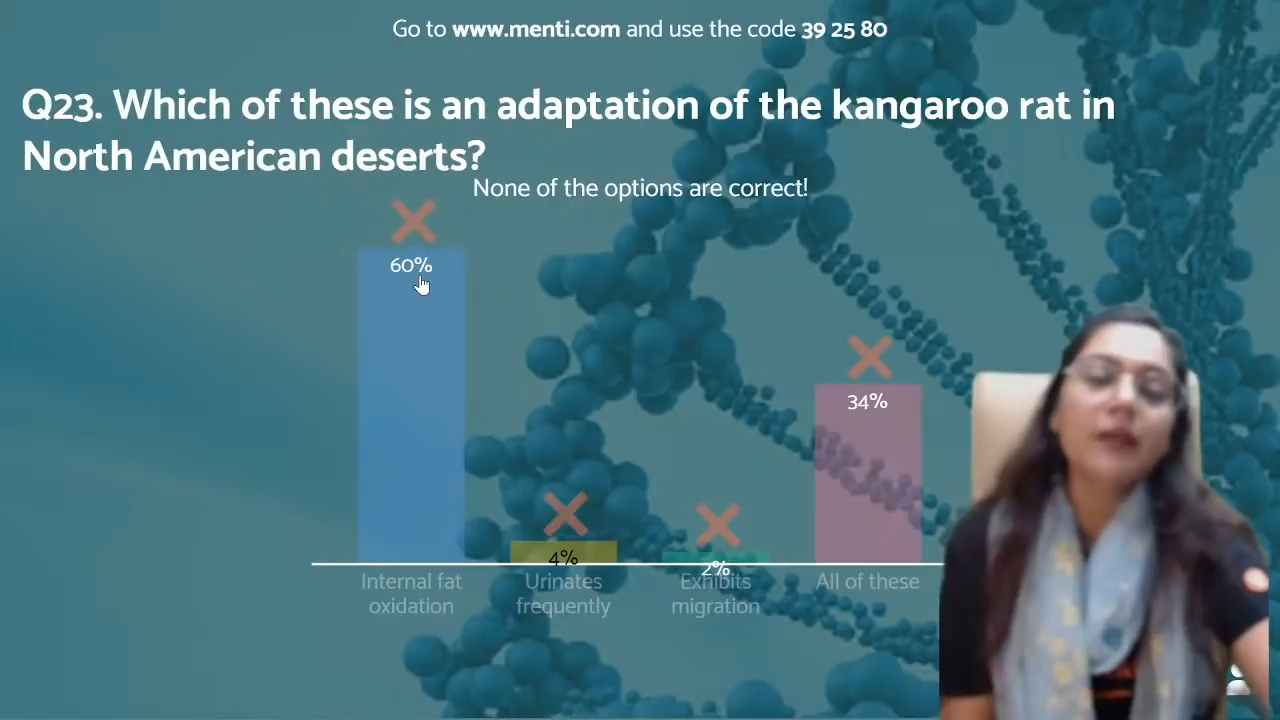 Go to www.menti.com and use the code 39 25 80
Q23. Which of these is an adaptation of the kangaroo rat in
North American deserts?
None of the options are correct!
60%
34%
4%
2%
Internal fat
oxidation
Urinates
frequently
Exhibits
migration
All of these